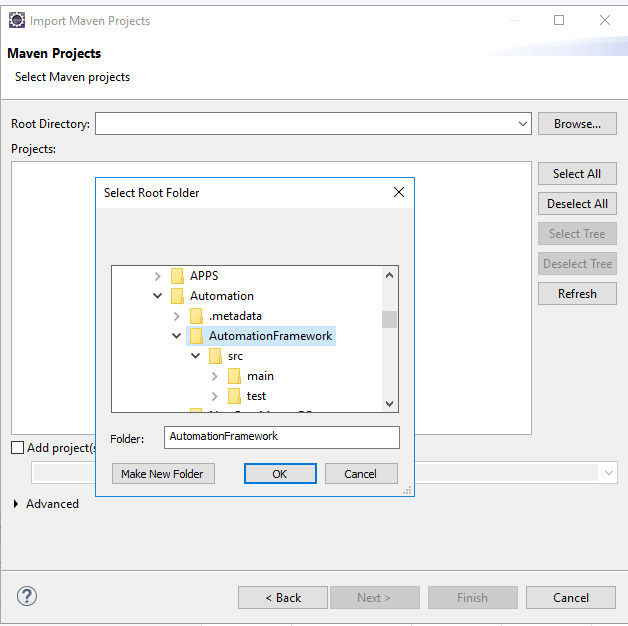 Import Maven Projects
Maven Projects
Select Maven projects
Root Directory:
Browse...
Projects:
Select All
Deselect All
Select Tree
Deselect Tree
Refresh
Select Root Folder
APPS
Automation
.metadata
AutomationFramework
src
main
test
Folder:
AutomationFramework
Make New Folder
OK
Cancel
Add project(s
Advanced
?
< Back
Next >
Finish
Cancel